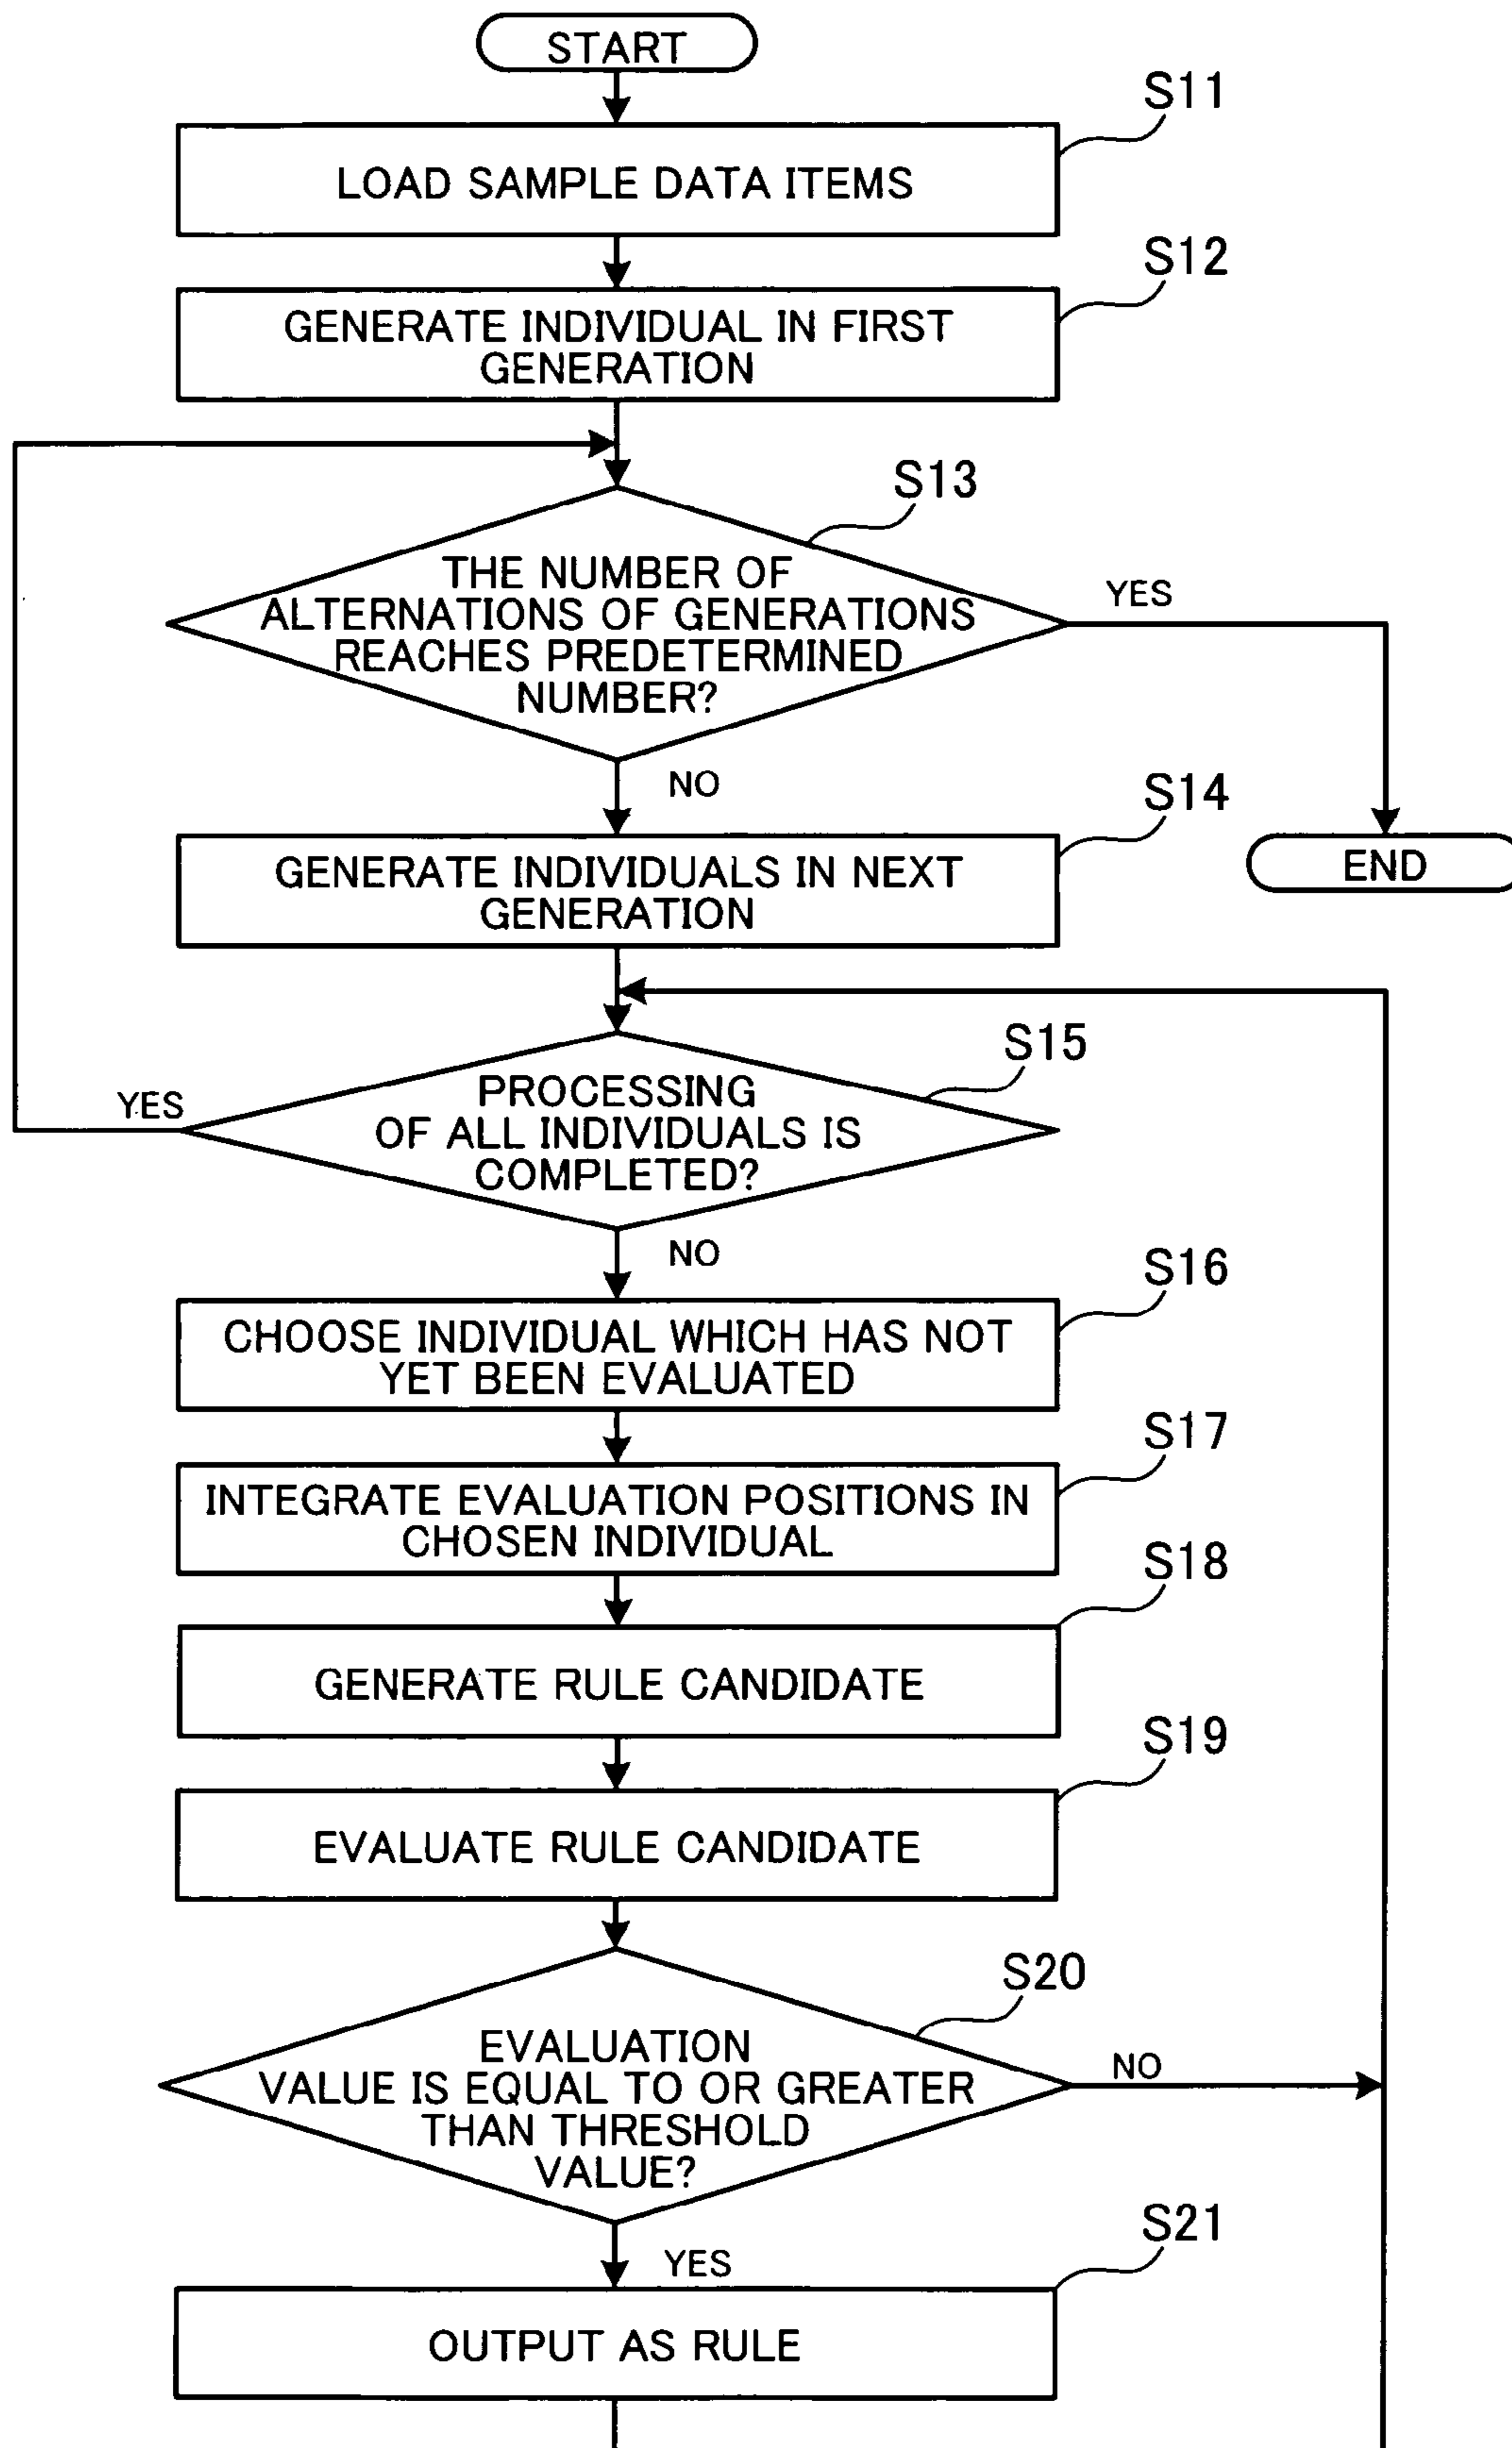 START
S11
LOAD SAMPLE DATA ITEMS
S12
GENERATE INDIVIDUAL IN FIRST
GENERATION
S13
THE NUMBER OF
ALTERNATIONS OF GENERATIONS
REACHES PREDETERMINED
NUMBER?
YES
NO
S14
GENERATE INDIVIDUALS IN NEXT
GENERATION
END
S15
PROCESSING
OF ALL INDIVIDUALS IS
COMPLETED?
YES
NO
S16
CHOOSE INDIVIDUAL WHICH HAS NOT
YET BEEN EVALUATED
S17
INTEGRATE EVALUATION POSITIONS IN
CHOSEN INDIVIDUAL
S18
GENERATE RULE CANDIDATE
S19
EVALUATE RULE CANDIDATE
S20
EVALUATION
VALUE IS EQUAL TO OR GREATER
THAN THRESHOLD
VALUE?
NO
YES
S21
OUTPUT AS RULE